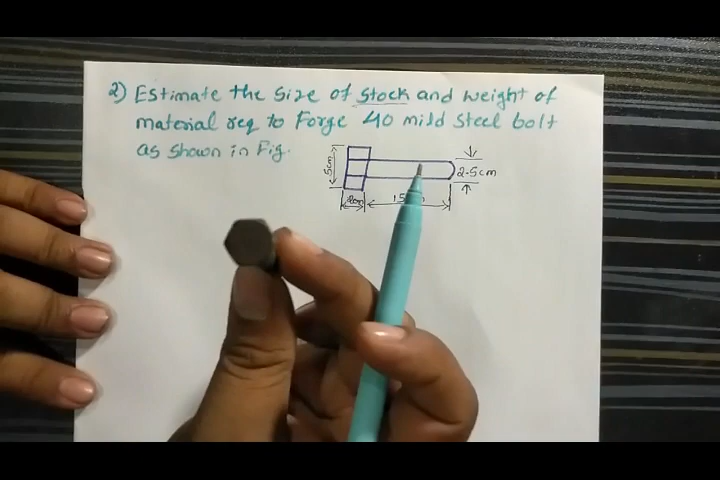 2) Estimate the size of stock and weight of
material req to Forge 40 mild steel bolt
as shown in Fig.
5cm
2.5cm
2cm